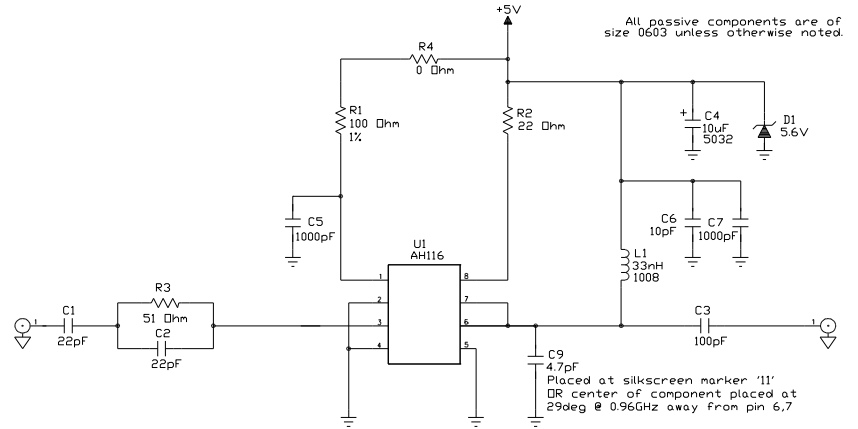 +5V
All passive components are of
size 0603 unless otherwise noted.
R4
0 Ohm
R1
100 Ohm
1%
R2
22 Ohm
C4
+
10uF
5032
D1
5.6V
C5
1000pF
C6
10pF
C7
1000pF
U1
AH116
L1
33nH
1008
1
2
3
4
8
7
6
5
1
C1
22pF
R3
51 Ohm
C2
22pF
C3
100pF
1
C9
4.7pF
Placed at silkscreen marker '11'
OR center of component placed at
29deg @ 0.96GHz away from pin 6,7